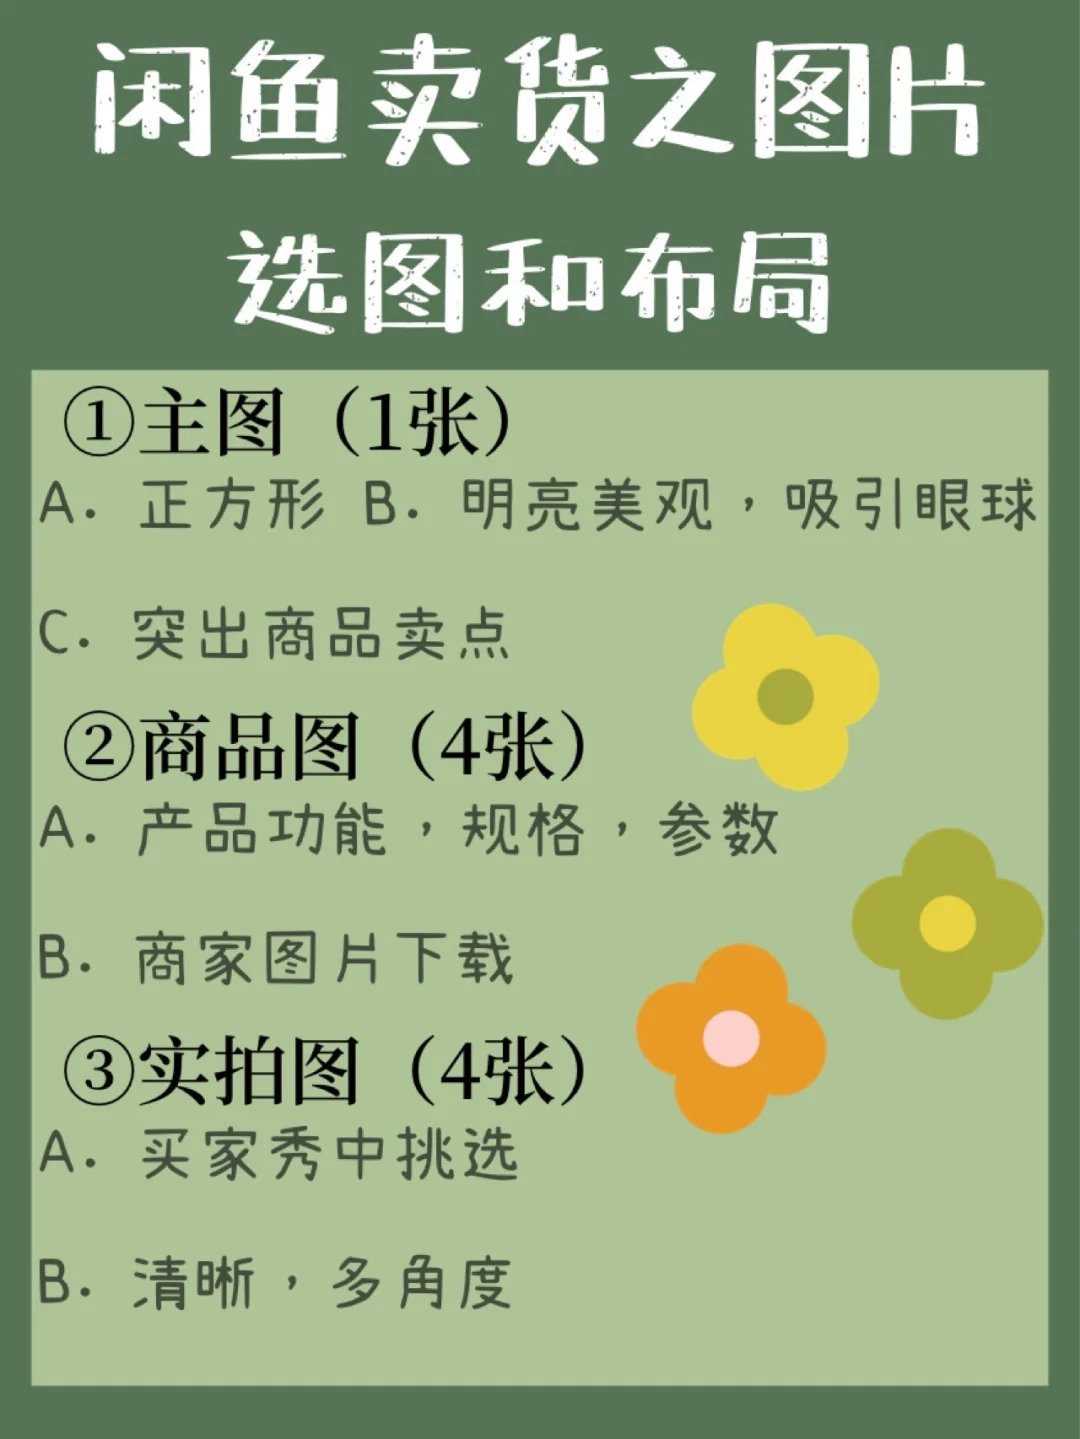 闲鱼卖货之图片
选图和布局
①主图（1张）
A. 正方形 B. 明亮美观，吸引眼球
C. 突出商品卖点
②商品图（4张）
A. 产品功能，规格，参数
B. 商家图片下载
③实拍图（4张）
A. 买家秀中挑选
B. 清晰，多角度